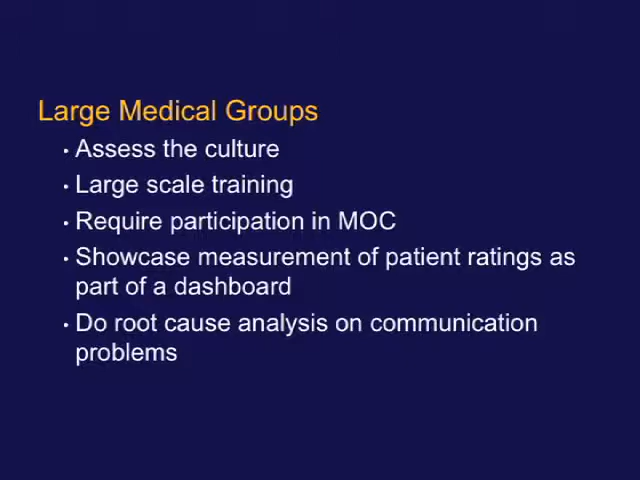 Large Medical Groups
• Assess the culture
• Large scale training
• Require participation in MOC
• Showcase measurement of patient ratings as
part of a dashboard
• Do root cause analysis on communication
problems